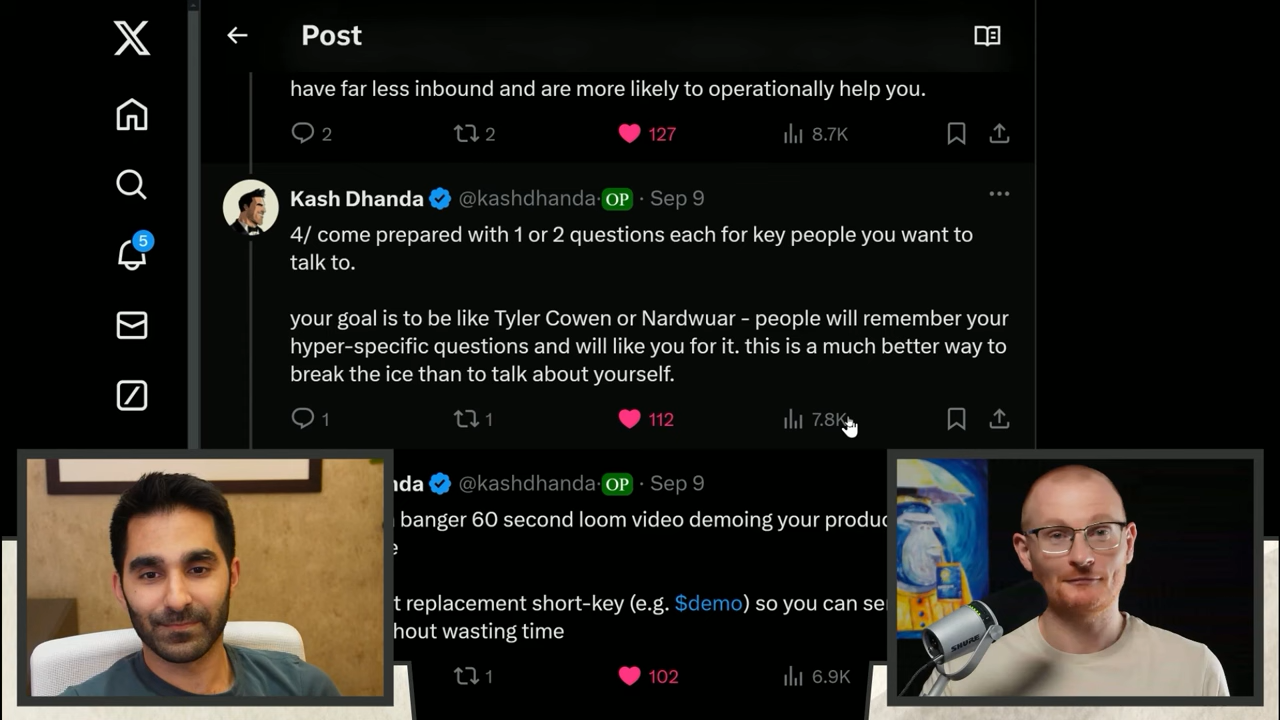 Post
have far less inbound and are more likely to operationally help you.
2 2 127 8.7K
Kash Dhanda @kashdhanda· OP · Sep 9
4/ come prepared with 1 or 2 questions each for key people you want to
talk to.
5
your goal is to be like Tyler Cowen or Nardwuar - people will remember your
hyper-specific questions and will like you for it. this is a much better way to
break the ice than to talk about yourself.
1 1 112 7.8K
nda @kashdhanda· OP · Sep 9
banger 60 second loom video demoing your produc
e
t replacement short-key (e.g. $demo) so you can se
hout wasting time
1 102 6.9K
SHURE